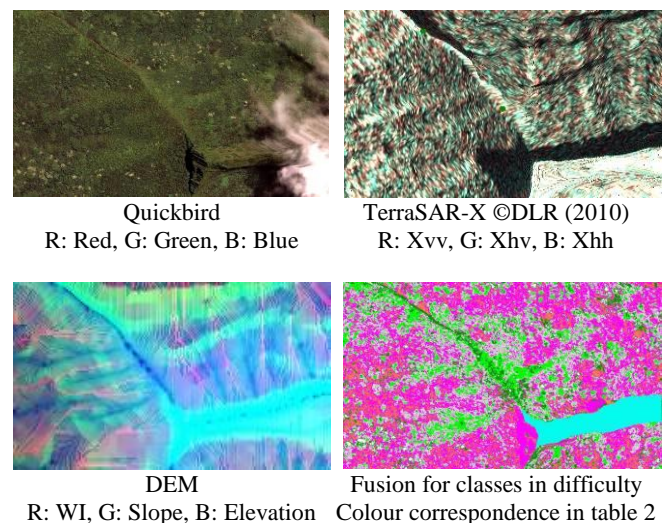 Quickbird
R: Red, G: Green, B: Blue
TerraSAR-X ©DLR (2010)
R: Xvv, G: Xhv, B: Xhh
DEM
R: WI, G: Slope, B: Elevation
Fusion for classes in difficulty
Colour correspondence in table 2